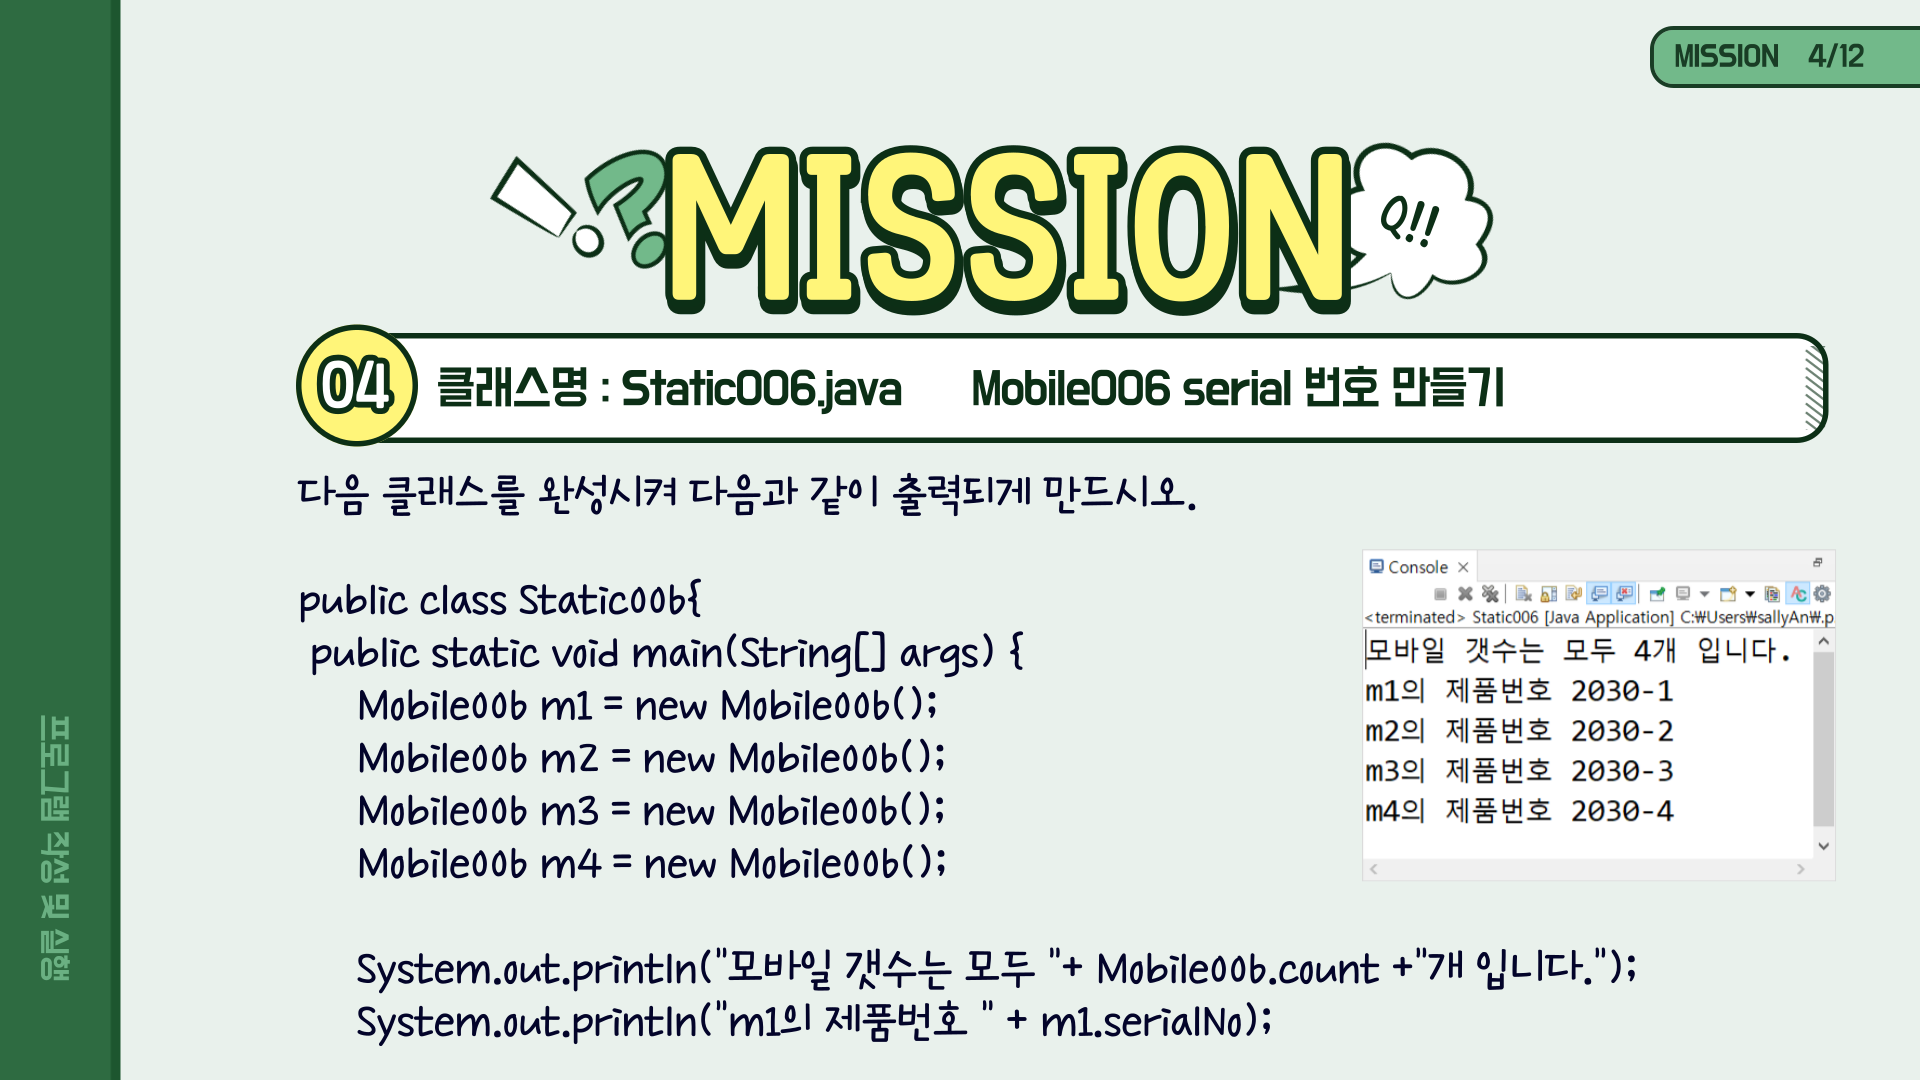 MISSION 4/12
MISSION
Q!!
04 클래스명 : Static006.java Mobile006 serial 번호 만들기
다음 클래스를 완성시켜 다음과 같이 출력되게 만드시오.
public class Static006{
public static void main(String[] args) {
Mobile006 m1 = new Mobile006();
Mobile006 m2 = new Mobile006();
Mobile006 m3 = new Mobile006();
Mobile006 m4 = new Mobile006();
System.out.println("모바일 갯수는 모두 "+ Mobile006.count +"개 입니다.");
System.out.println("m1의 제품번호 " + m1.serialNo);
Console
<terminated> Static006 [Java Application] C:₩Users₩sallyAn₩.p
모바일 갯수는 모두 4개 입니다.
m1의 제품번호 2030-1
m2의 제품번호 2030-2
m3의 제품번호 2030-3
m4의 제품번호 2030-4
프로그램 작성 및 실행